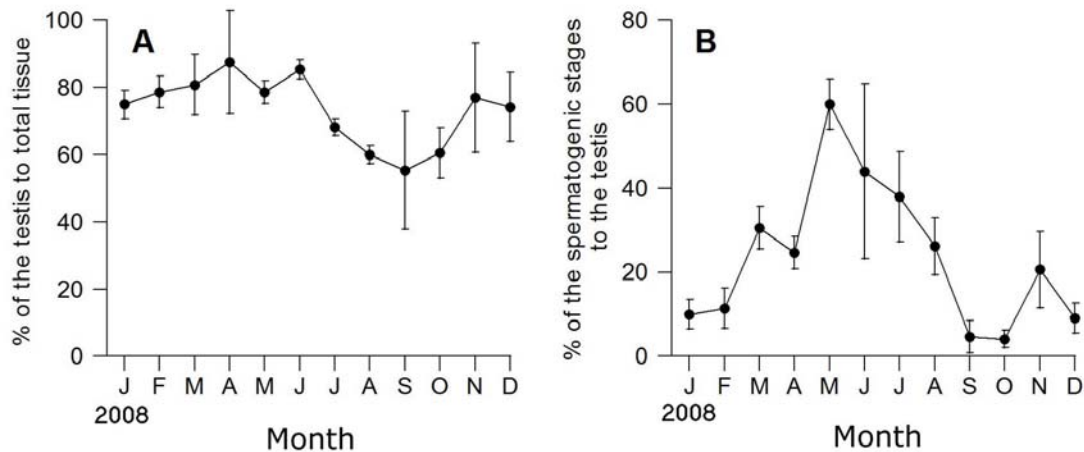 A
% of the testis to total tissue
100
80
60
40
20
0
J F M A M J J A S O N D
2008
Month
B
% of the spermatogenic stages
to the testis
80
60
40
20
0
J F M A M J J A S O N D
2008
Month